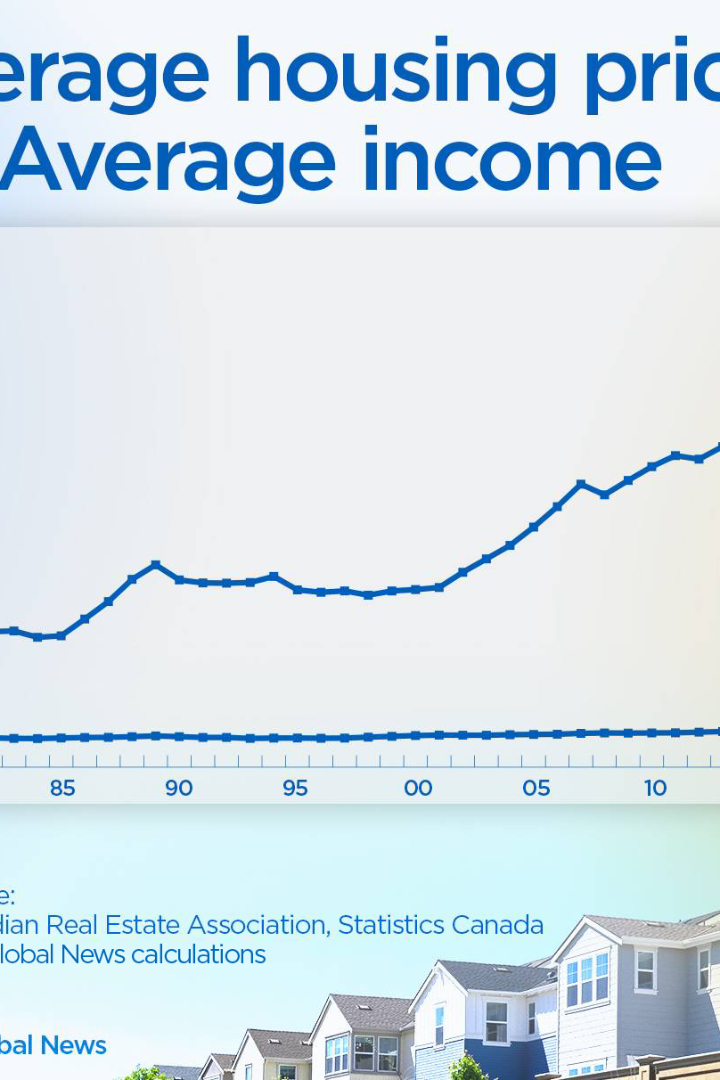 erage housing pric
Average income
85 90 95 00 05 10
e:
dian Real Estate Association, Statistics Canada
lobal News calculations
bal News